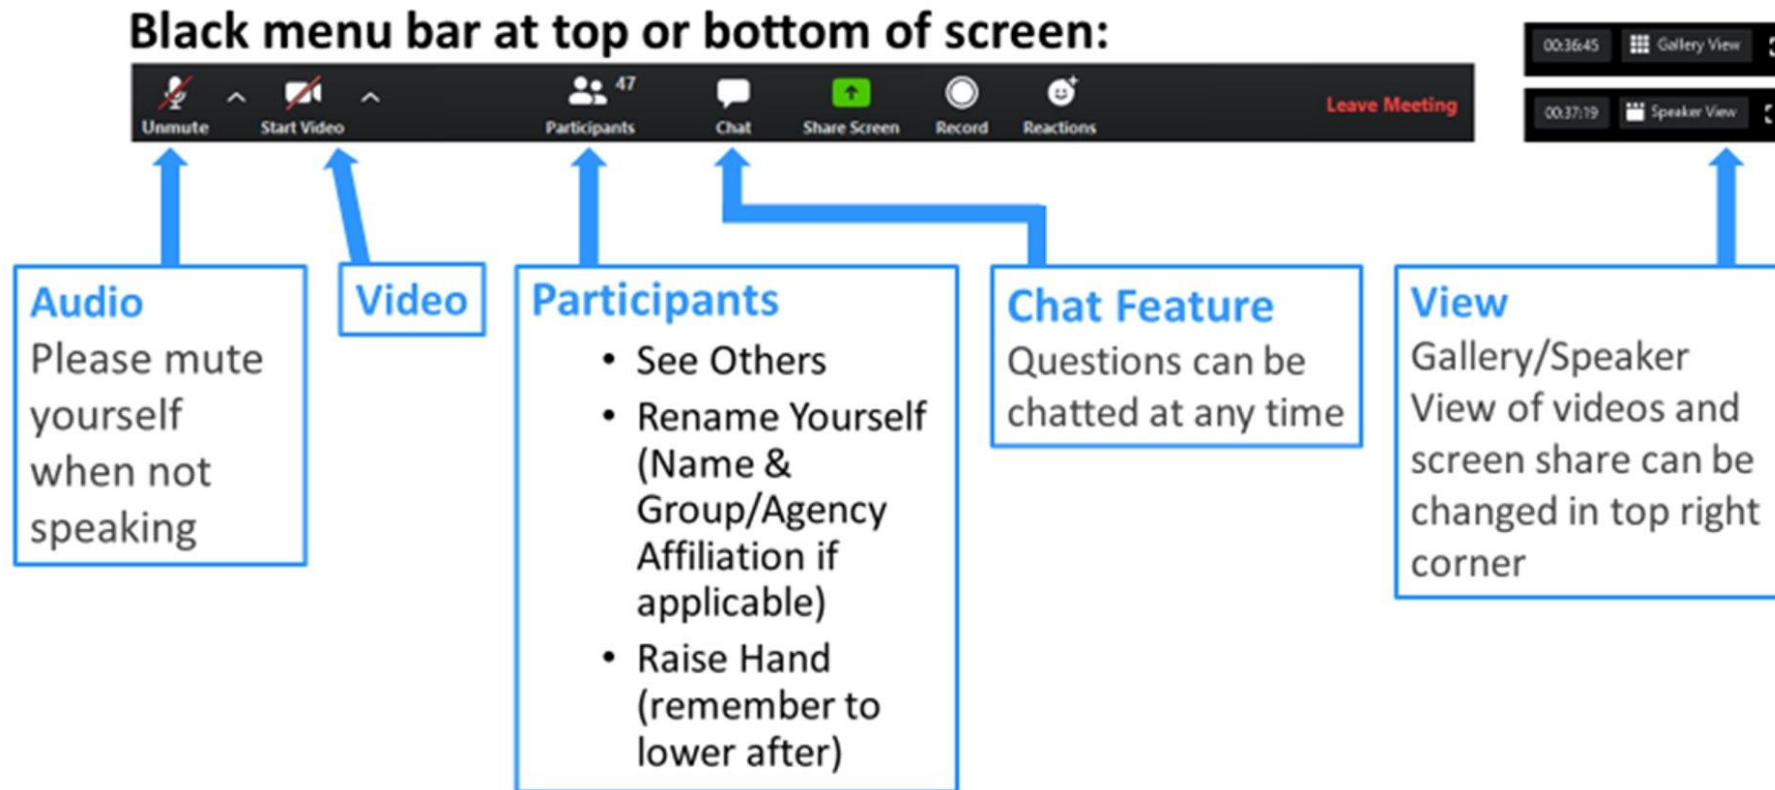 Black menu bar at top or bottom of screen:
00:36:45 Gallery View
47
Unmute Start Video Participants Chat Share Screen Record Reactions Leave Meeting
00:37:19 Speaker View
Audio
Please mute
yourself
when not
speaking
Video
Participants
• See Others
• Rename Yourself
(Name &
Group/Agency
Affiliation if
applicable)
• Raise Hand
(remember to
lower after)
Chat Feature
Questions can be
chatted at any time
View
Gallery/Speaker
View of videos and
screen share can be
changed in top right
corner